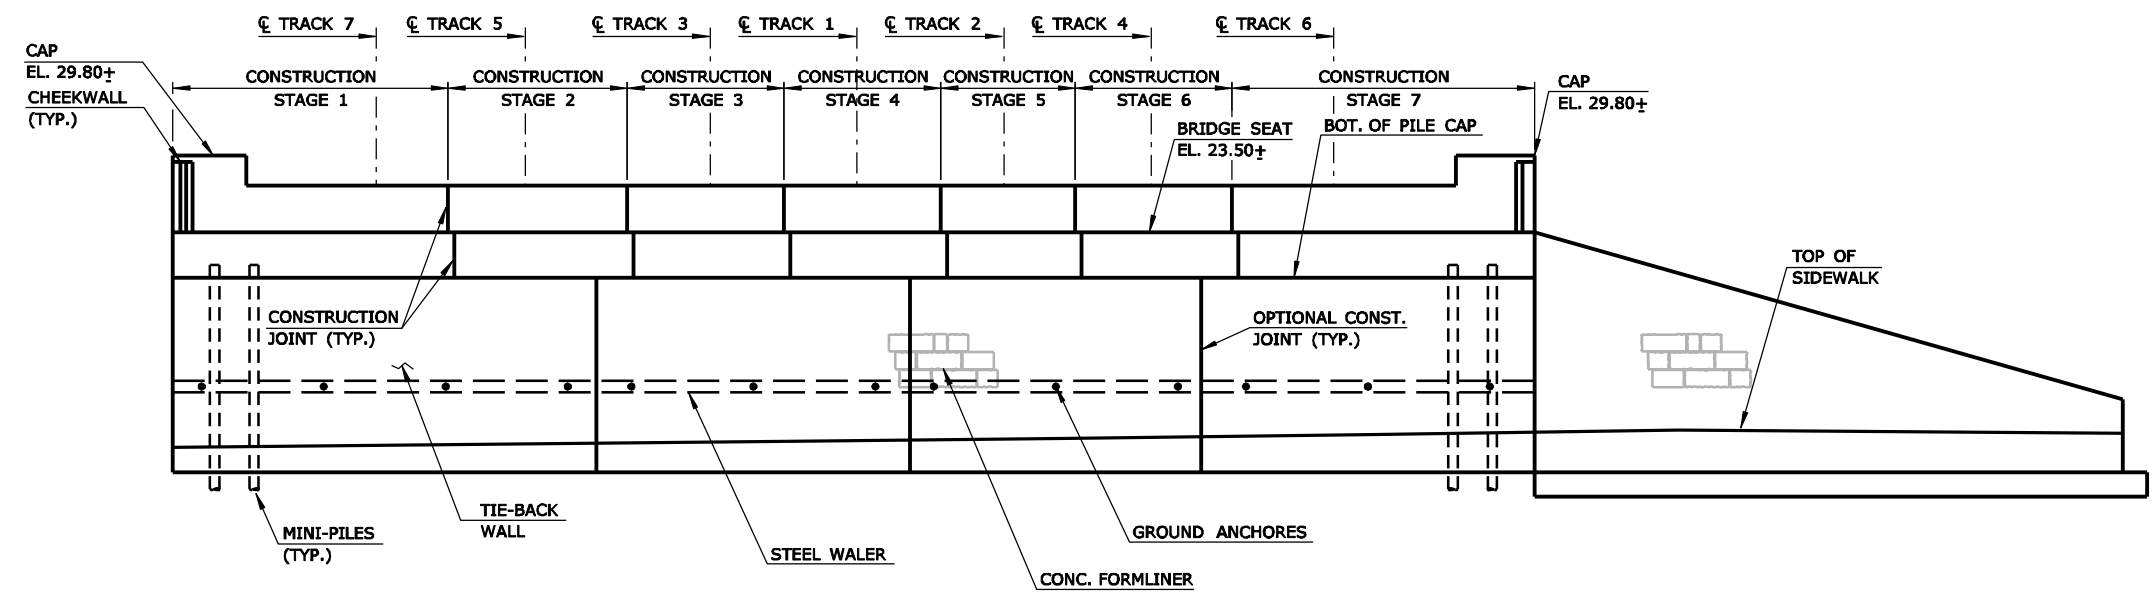 ℄ TRACK 7
℄ TRACK 5
℄ TRACK 3
℄ TRACK 1
℄ TRACK 2
℄ TRACK 4
℄ TRACK 6
CAP
EL. 29.80±
CHEEKWALL
(TYP.)
CONSTRUCTION
STAGE 1
CONSTRUCTION
STAGE 2
CONSTRUCTION
STAGE 3
CONSTRUCTION
STAGE 4
CONSTRUCTION
STAGE 5
CONSTRUCTION
STAGE 6
CONSTRUCTION
STAGE 7
CAP
EL. 29.80±
BRIDGE SEAT
EL. 23.50±
BOT. OF PILE CAP
TOP OF
SIDEWALK
CONSTRUCTION
JOINT (TYP.)
OPTIONAL CONST.
JOINT (TYP.)
TIE-BACK
WALL
MINI-PILES
(TYP.)
STEEL WALER
GROUND ANCHORES
CONC. FORMLINER